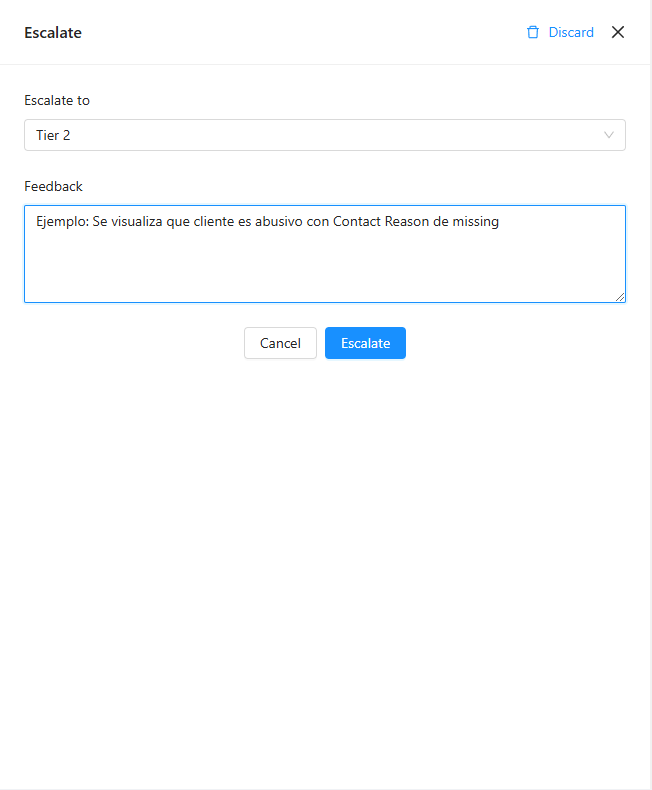 Escalate
Discard
Escalate to
Tier 2
Feedback
Ejemplo: Se visualiza que cliente es abusivo con Contact Reason de missing
Cancel
Escalate